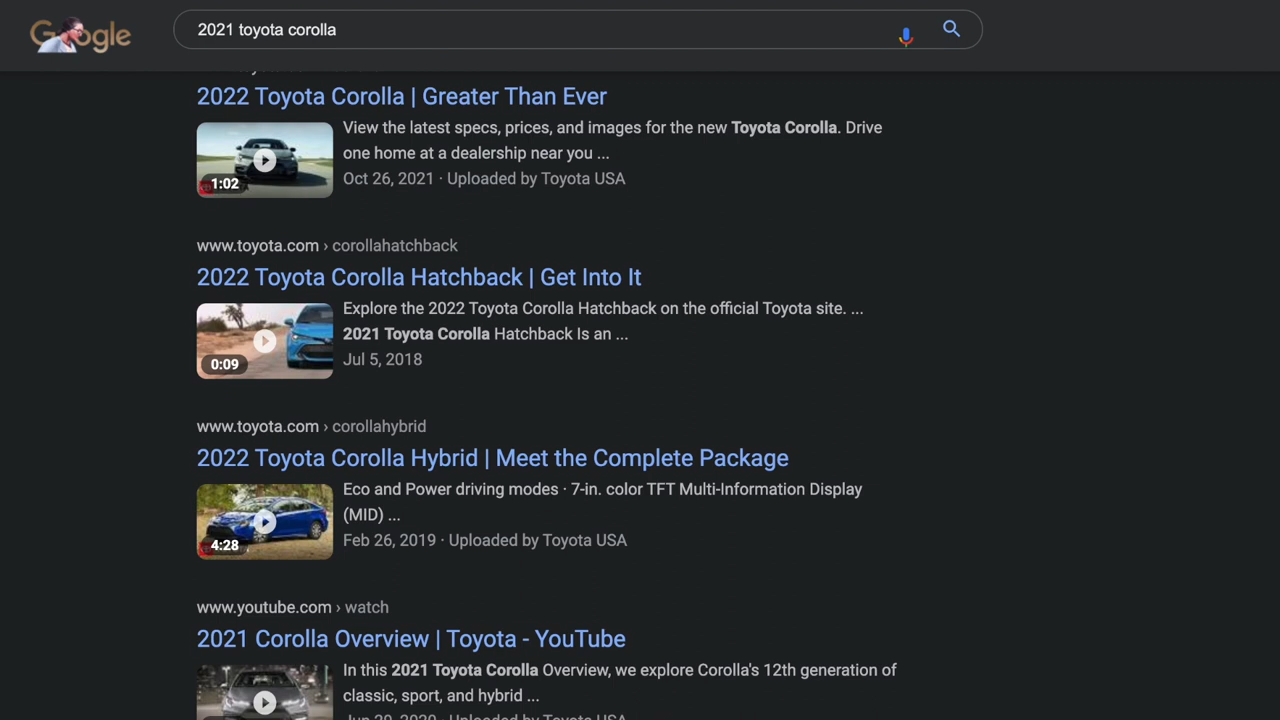 Google
2021 toyota corolla
2022 Toyota Corolla | Greater Than Ever
View the latest specs, prices, and images for the new Toyota Corolla. Drive
one home at a dealership near you ...
1:02
Oct 26, 2021 · Uploaded by Toyota USA
www.toyota.com › corollahatchback
2022 Toyota Corolla Hatchback | Get Into It
Explore the 2022 Toyota Corolla Hatchback on the official Toyota site. ...
2021 Toyota Corolla Hatchback Is an ...
0:09
Jul 5, 2018
www.toyota.com › corollahybrid
2022 Toyota Corolla Hybrid | Meet the Complete Package
Eco and Power driving modes · 7-in. color TFT Multi-Information Display
(MID) ...
4:28
Feb 26, 2019 · Uploaded by Toyota USA
www.youtube.com › watch
2021 Corolla Overview | Toyota - YouTube
In this 2021 Toyota Corolla Overview, we explore Corolla's 12th generation of
classic, sport, and hybrid ...
Uploaded by Toyota USA